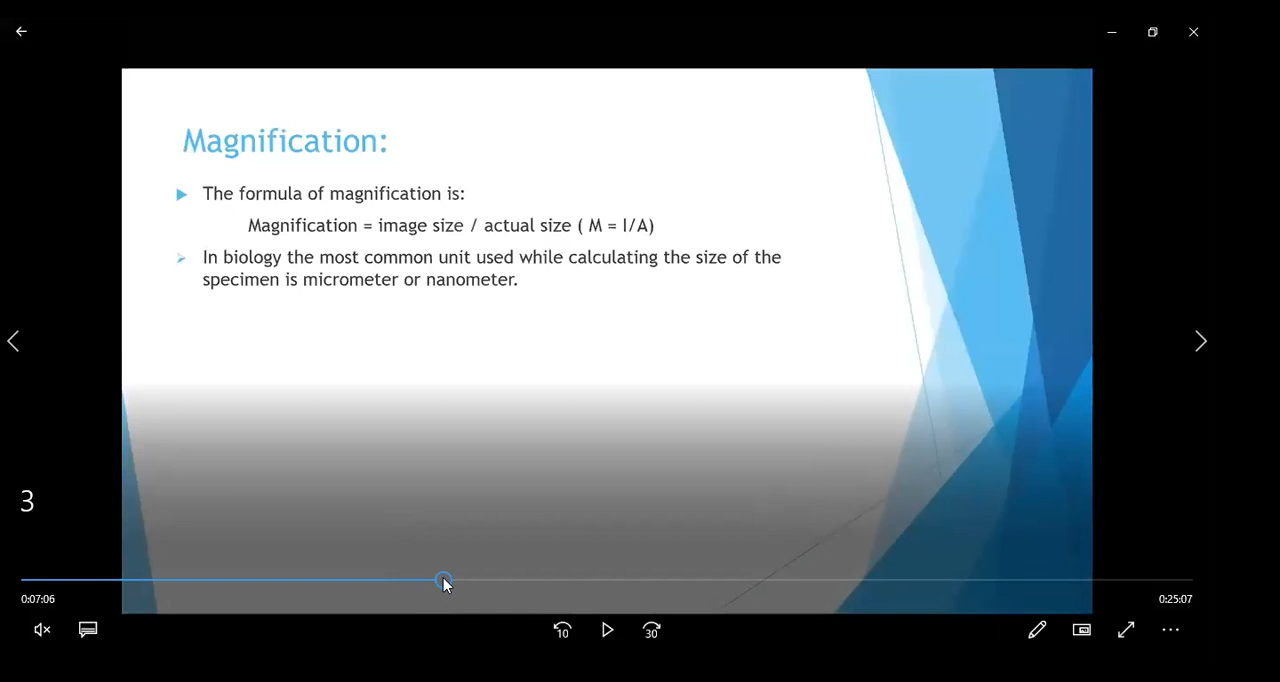 Magnification:
The formula of magnification is:
Magnification = image size / actual size ( M = I/A)
In biology the most common unit used while calculating the size of the
specimen is micrometer or nanometer.
3
0:07:06
0:25:07
10
30